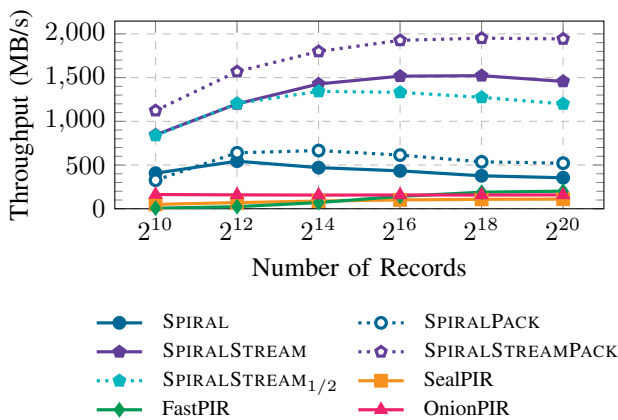 Throughput (MB/s)
2,000
1,500
1,000
500
0
2^10 2^12 2^14 2^16 2^18 2^20
Number of Records
SPIRAL SPIRALPACK
SPIRALSTREAM SPIRALSTREAMPACK
SPIRALSTREAM_1/2 SealPIR
FastPIR OnionPIR